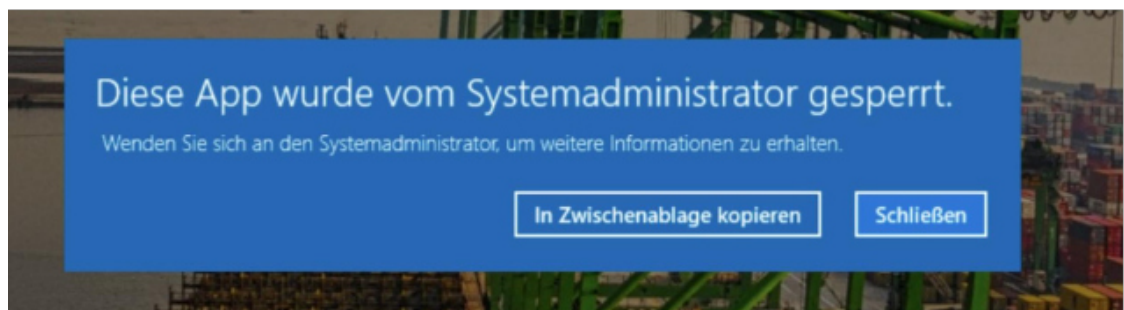 Diese App wurde vom Systemadministrator gesperrt.
Wenden Sie sich an den Systemadministrator, um weitere Informationen zu erhalten.
In Zwischenablage kopieren
Schließen